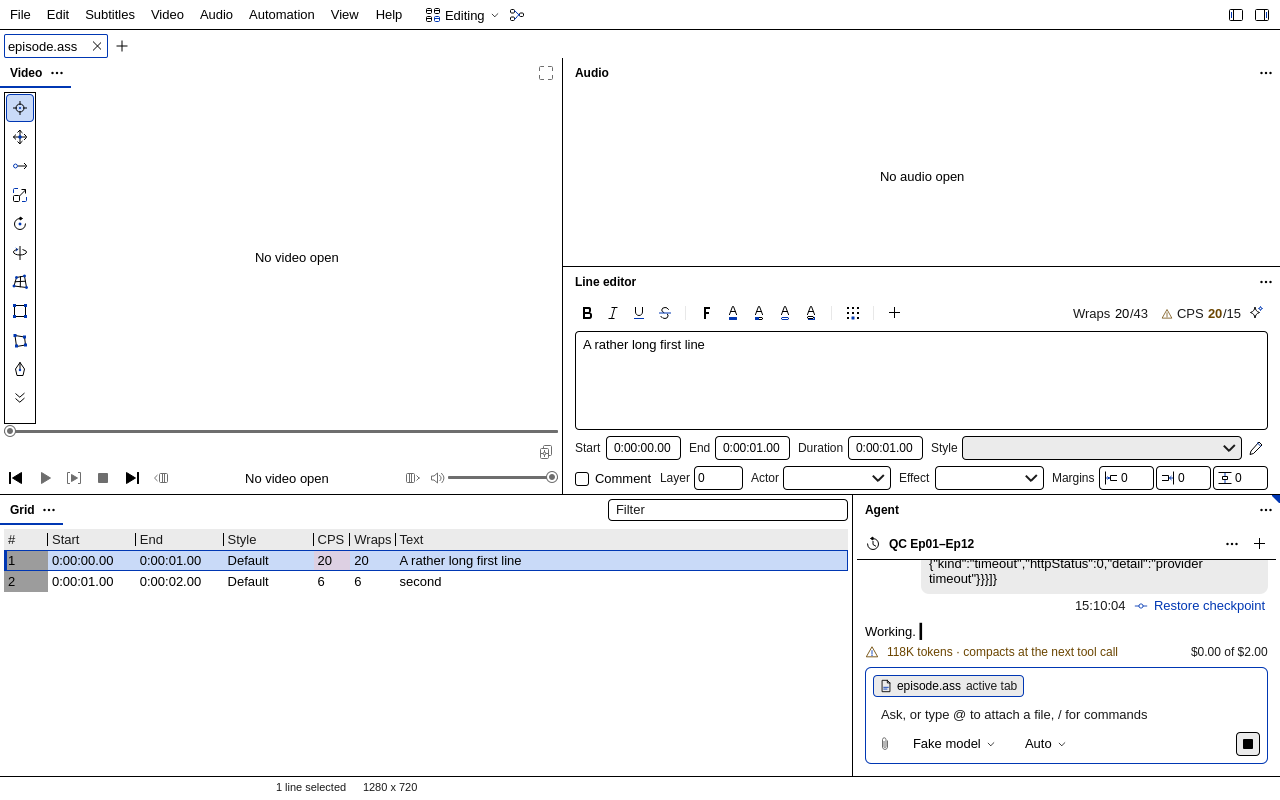 File Edit Subtitles Video Audio Automation View Help Editing
episode.ass
Video
No video open
No video open
Audio
No audio open
Line editor
Wraps 20/43 CPS 20/15
A rather long first line
Start 0:00:00.00 End 0:00:01.00 Duration 0:00:01.00 Style
Comment Layer 0 Actor Effect Margins 0 0 0
Grid
Filter
# Start End Style CPS Wraps Text
1 0:00:00.00 0:00:01.00 Default 20 20 A rather long first line
2 0:00:01.00 0:00:02.00 Default 6 6 second
Agent
QC Ep01–Ep12
{"kind":"timeout","httpStatus":0,"detail":"provider
timeout"}}}]}
15:10:04 Restore checkpoint
Working.
118K tokens · compacts at the next tool call $0.00 of $2.00
episode.ass active tab
Ask, or type @ to attach a file, / for commands
Fake model Auto
1 line selected 1280 x 720